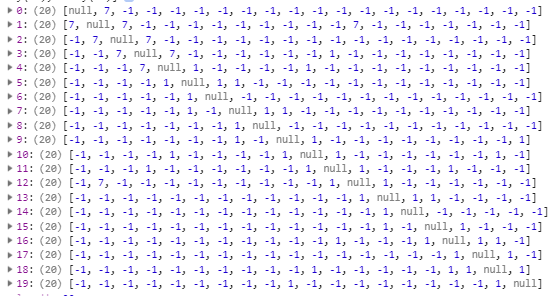 0: (20) [null, 7, -1, -1, -1, -1, -1, -1, -1, -1, -1, -1, -1, -1, -1, -1, -1, -1, -1, -1]
1: (20) [7, null, 7, -1, -1, -1, -1, -1, -1, -1, -1, -1, 7, -1, -1, -1, -1, -1, -1, -1]
2: (20) [-1, 7, null, 7, -1, -1, -1, -1, -1, -1, -1, -1, -1, -1, -1, -1, -1, -1, -1, -1]
3: (20) [-1, -1, 7, null, 7, -1, -1, -1, -1, -1, -1, 1, -1, -1, -1, -1, -1, -1, -1, -1]
4: (20) [-1, -1, -1, 7, null, 1, -1, -1, -1, -1, 1, -1, -1, -1, -1, -1, -1, -1, -1, -1]
5: (20) [-1, -1, -1, -1, 1, null, 1, 1, -1, -1, -1, -1, -1, -1, -1, -1, -1, -1, -1, -1]
6: (20) [-1, -1, -1, -1, -1, 1, null, -1, -1, -1, -1, -1, -1, -1, -1, -1, -1, -1, -1, -1]
7: (20) [-1, -1, -1, -1, -1, 1, -1, null, 1, 1, -1, -1, -1, -1, -1, -1, -1, -1, -1, -1]
8: (20) [-1, -1, -1, -1, -1, -1, -1, 1, null, -1, -1, -1, -1, -1, -1, -1, -1, -1, -1, -1]
9: (20) [-1, -1, -1, -1, -1, -1, -1, 1, -1, null, 1, -1, -1, -1, -1, -1, -1, -1, -1, 1]
10: (20) [-1, -1, -1, -1, 1, -1, -1, -1, -1, 1, null, 1, -1, -1, -1, -1, -1, -1, 1, -1]
11: (20) [-1, -1, -1, 1, -1, -1, -1, -1, -1, -1, 1, null, 1, -1, -1, -1, -1, 1, -1, -1]
12: (20) [-1, 7, -1, -1, -1, -1, -1, -1, -1, -1, -1, 1, null, 1, -1, -1, 1, -1, -1, -1]
13: (20) [-1, -1, -1, -1, -1, -1, -1, -1, -1, -1, -1, -1, 1, null, 1, 1, -1, -1, -1, -1]
14: (20) [-1, -1, -1, -1, -1, -1, -1, -1, -1, -1, -1, -1, -1, 1, null, -1, -1, -1, -1, -1]
15: (20) [-1, -1, -1, -1, -1, -1, -1, -1, -1, -1, -1, -1, -1, 1, -1, null, 1, -1, -1, -1]
16: (20) [-1, -1, -1, -1, -1, -1, -1, -1, -1, -1, -1, -1, 1, -1, -1, 1, null, 1, -1, -1]
17: (20) [-1, -1, -1, -1, -1, -1, -1, -1, -1, -1, -1, 1, -1, -1, -1, -1, 1, null, 1, -1]
18: (20) [-1, -1, -1, -1, -1, -1, -1, -1, -1, -1, 1, -1, -1, -1, -1, -1, -1, 1, null, 1]
19: (20) [-1, -1, -1, -1, -1, -1, -1, -1, -1, 1, -1, -1, -1, -1, -1, -1, -1, -1, 1, null]